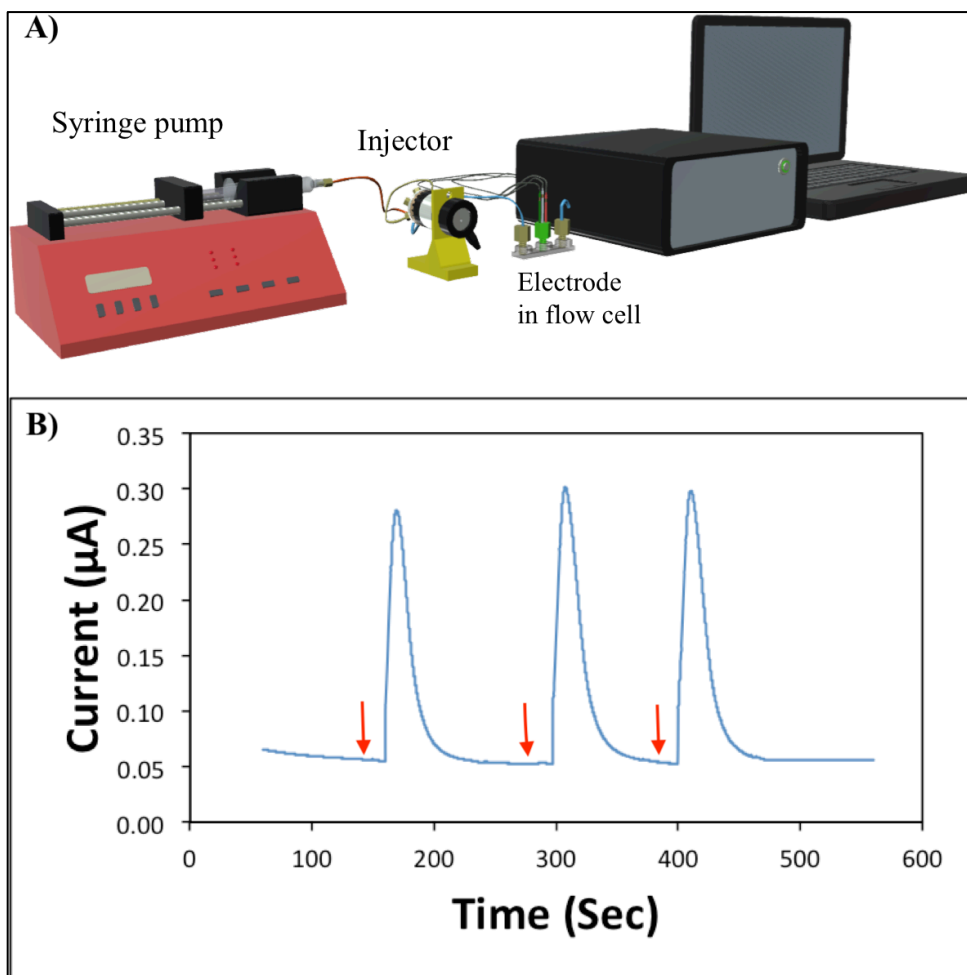 A)
Syringe pump
Injector
Electrode
in flow cell
B)
0.35
0.30
0.25
0.20
0.15
0.10
0.05
0.00
Current (µA)
0 100 200 300 400 500 600
Time (Sec)